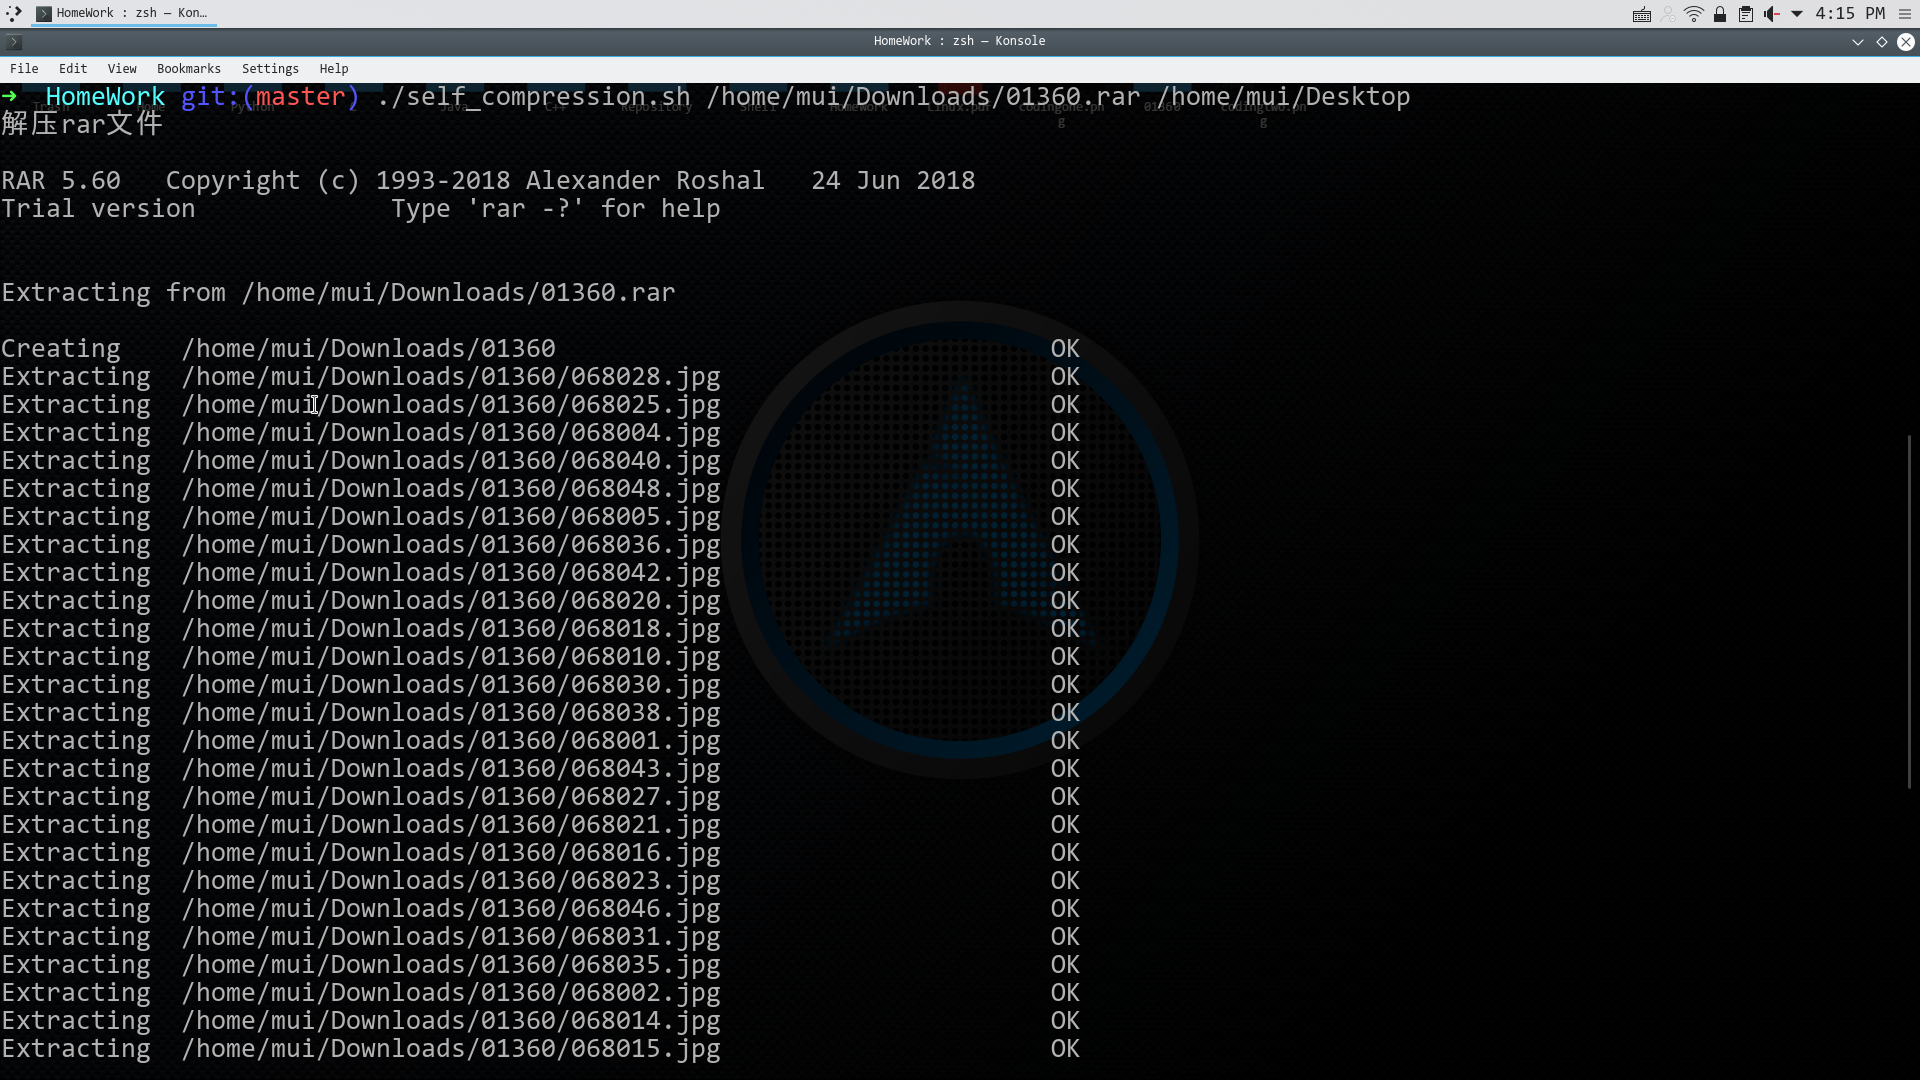 HomeWork : zsh — Kon...
4:15 PM
HomeWork : zsh — Konsole
File Edit View Bookmarks Settings Help
➜ HomeWork git:(master) ./self_compression.sh /home/mui/Downloads/01360.rar /home/mui/Desktop
解压rar文件
RAR 5.60 Copyright (c) 1993-2018 Alexander Roshal 24 Jun 2018
Trial version Type 'rar -?' for help
Extracting from /home/mui/Downloads/01360.rar
Creating /home/mui/Downloads/01360 OK
Extracting /home/mui/Downloads/01360/068028.jpg OK
Extracting /home/mui/Downloads/01360/068025.jpg OK
Extracting /home/mui/Downloads/01360/068004.jpg OK
Extracting /home/mui/Downloads/01360/068040.jpg OK
Extracting /home/mui/Downloads/01360/068048.jpg OK
Extracting /home/mui/Downloads/01360/068005.jpg OK
Extracting /home/mui/Downloads/01360/068036.jpg OK
Extracting /home/mui/Downloads/01360/068042.jpg OK
Extracting /home/mui/Downloads/01360/068020.jpg OK
Extracting /home/mui/Downloads/01360/068018.jpg OK
Extracting /home/mui/Downloads/01360/068010.jpg OK
Extracting /home/mui/Downloads/01360/068030.jpg OK
Extracting /home/mui/Downloads/01360/068038.jpg OK
Extracting /home/mui/Downloads/01360/068001.jpg OK
Extracting /home/mui/Downloads/01360/068043.jpg OK
Extracting /home/mui/Downloads/01360/068027.jpg OK
Extracting /home/mui/Downloads/01360/068021.jpg OK
Extracting /home/mui/Downloads/01360/068016.jpg OK
Extracting /home/mui/Downloads/01360/068023.jpg OK
Extracting /home/mui/Downloads/01360/068046.jpg OK
Extracting /home/mui/Downloads/01360/068031.jpg OK
Extracting /home/mui/Downloads/01360/068035.jpg OK
Extracting /home/mui/Downloads/01360/068002.jpg OK
Extracting /home/mui/Downloads/01360/068014.jpg OK
Extracting /home/mui/Downloads/01360/068015.jpg OK